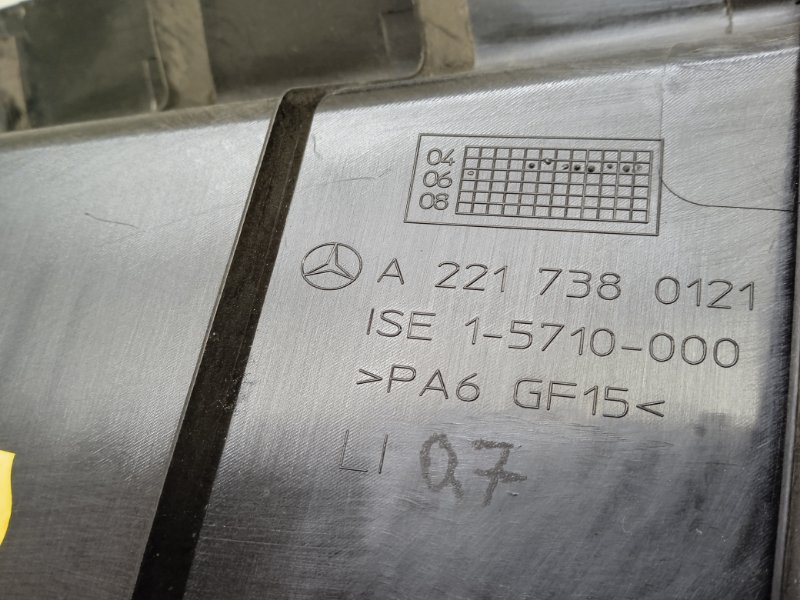 04
06
08
A 221 738 0121
ISE 1-5710-000
>PA6 GF15<
LI Q7